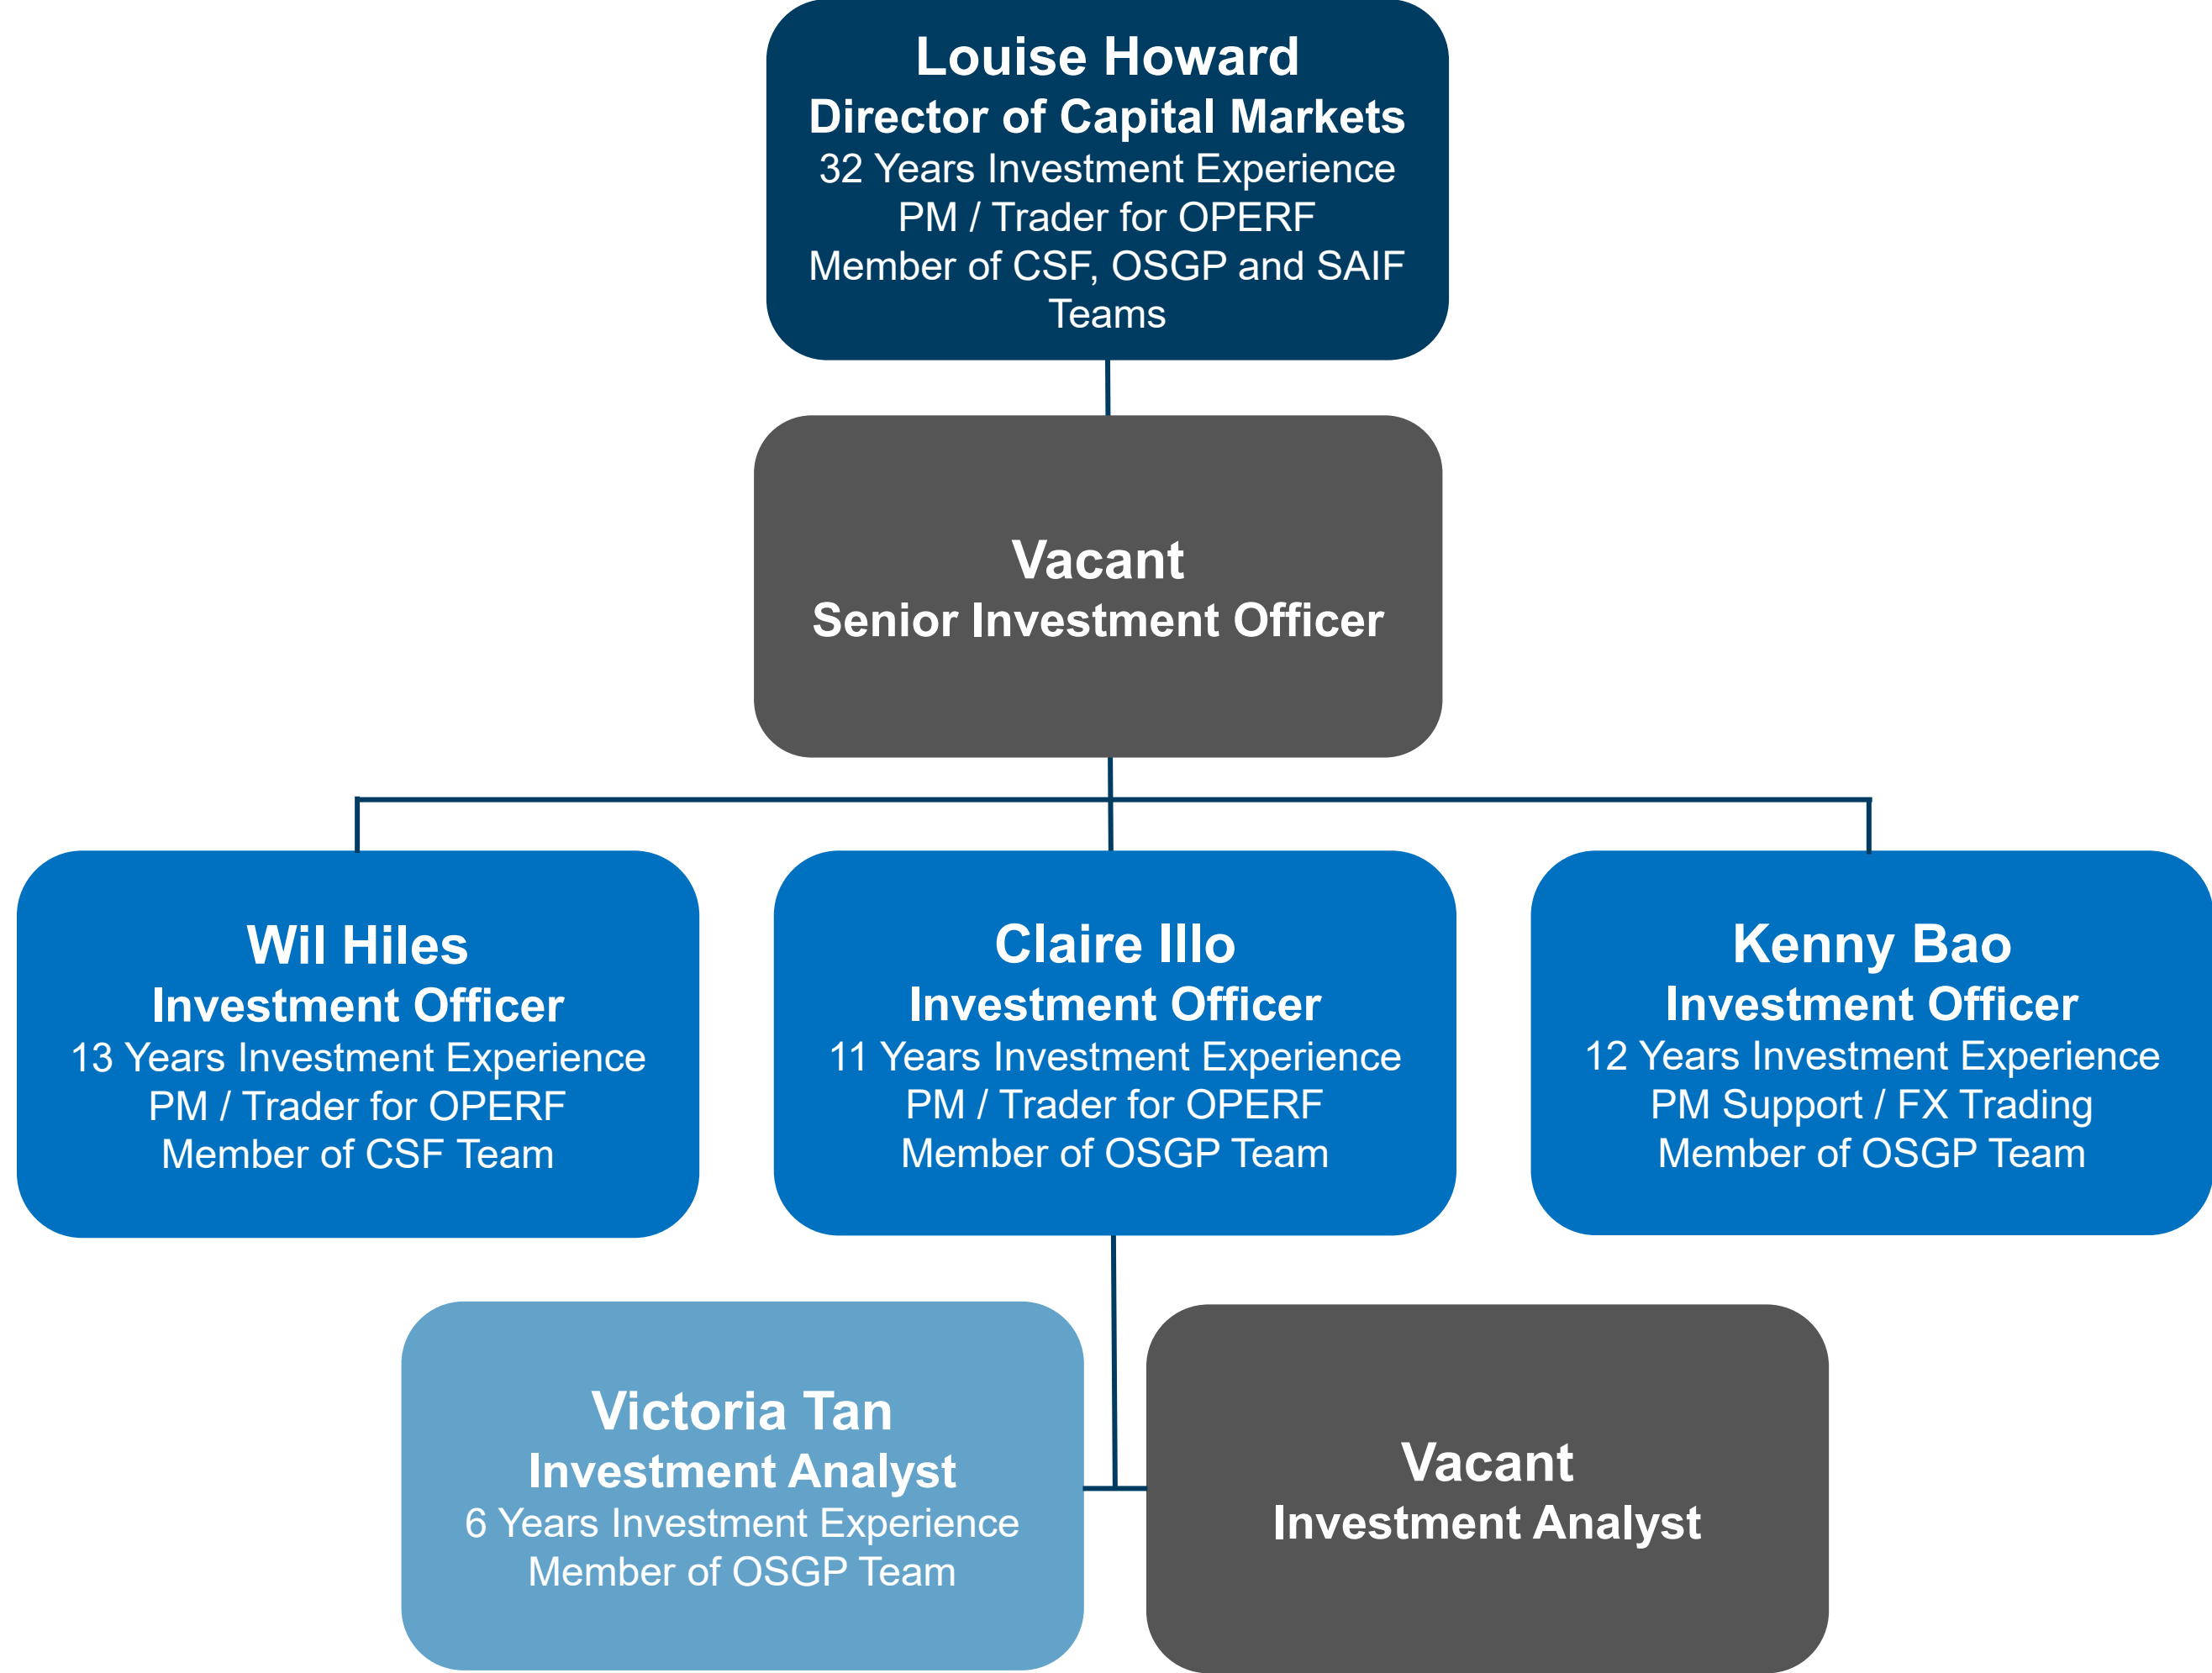 Louise Howard
Director of Capital Markets
32 Years Investment Experience
PM / Trader for OPERF
Member of CSF, OSGP and SAIF
Teams
Vacant
Senior Investment Officer
Wil Hiles
Investment Officer
13 Years Investment Experience
PM / Trader for OPERF
Member of CSF Team
Claire Illo
Investment Officer
11 Years Investment Experience
PM / Trader for OPERF
Member of OSGP Team
Kenny Bao
Investment Officer
12 Years Investment Experience
PM Support / FX Trading
Member of OSGP Team
Victoria Tan
Investment Analyst
6 Years Investment Experience
Member of OSGP Team
Vacant
Investment Analyst